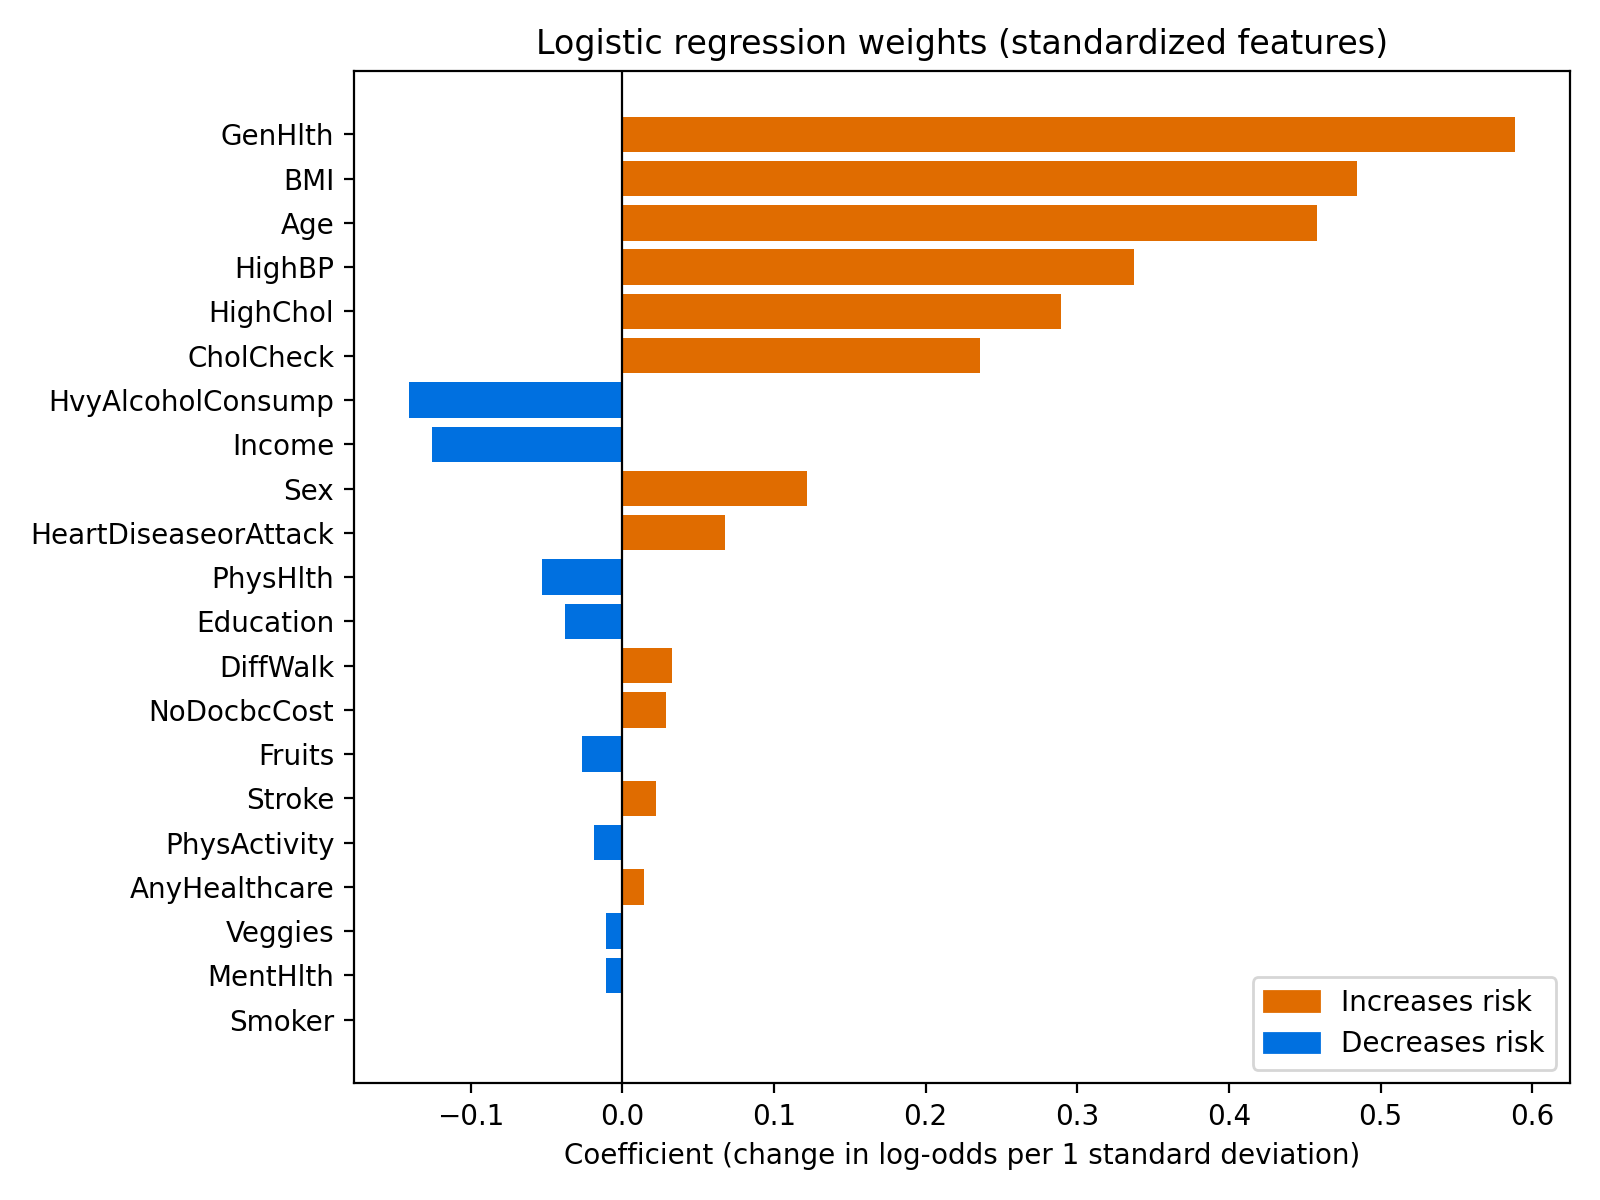 Logistic regression weights (standardized features)
GenHlth
BMI
Age
HighBP
HighChol
CholCheck
HvyAlcoholConsump
Income
Sex
HeartDiseaseorAttack
PhysHlth
Education
DiffWalk
NoDocbcCost
Fruits
Stroke
PhysActivity
AnyHealthcare
Veggies
MentHlth
Smoker
Increases risk
Decreases risk
−0.1 0.0 0.1 0.2 0.3 0.4 0.5 0.6
Coefficient (change in log-odds per 1 standard deviation)